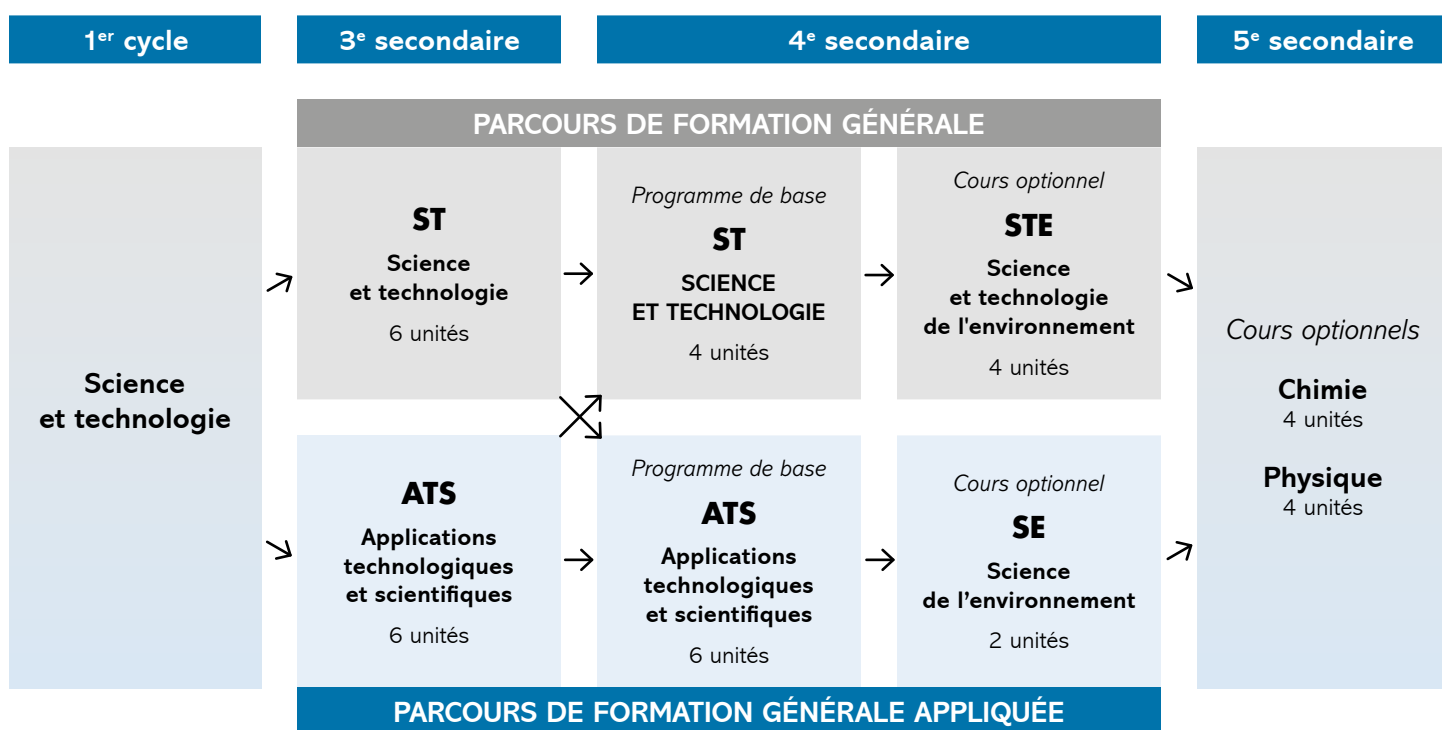 1er cycle
3e secondaire
4e secondaire
5e secondaire
PARCOURS DE FORMATION GÉNÉRALE
Science
et technologie
ST
Science
et technologie
6 unités
Programme de base
ST
SCIENCE
ET TECHNOLOGIE
4 unités
Cours optionnel
STE
Science
et technologie
de l'environnement
4 unités
ATS
Applications
technologiques
et scientifiques
6 unités
Programme de base
ATS
Applications
technologiques
et scientifiques
6 unités
Cours optionnel
SE
Science
de l’environnement
2 unités
Cours optionnels
Chimie
4 unités
Physique
4 unités
PARCOURS DE FORMATION GÉNÉRALE APPLIQUÉE